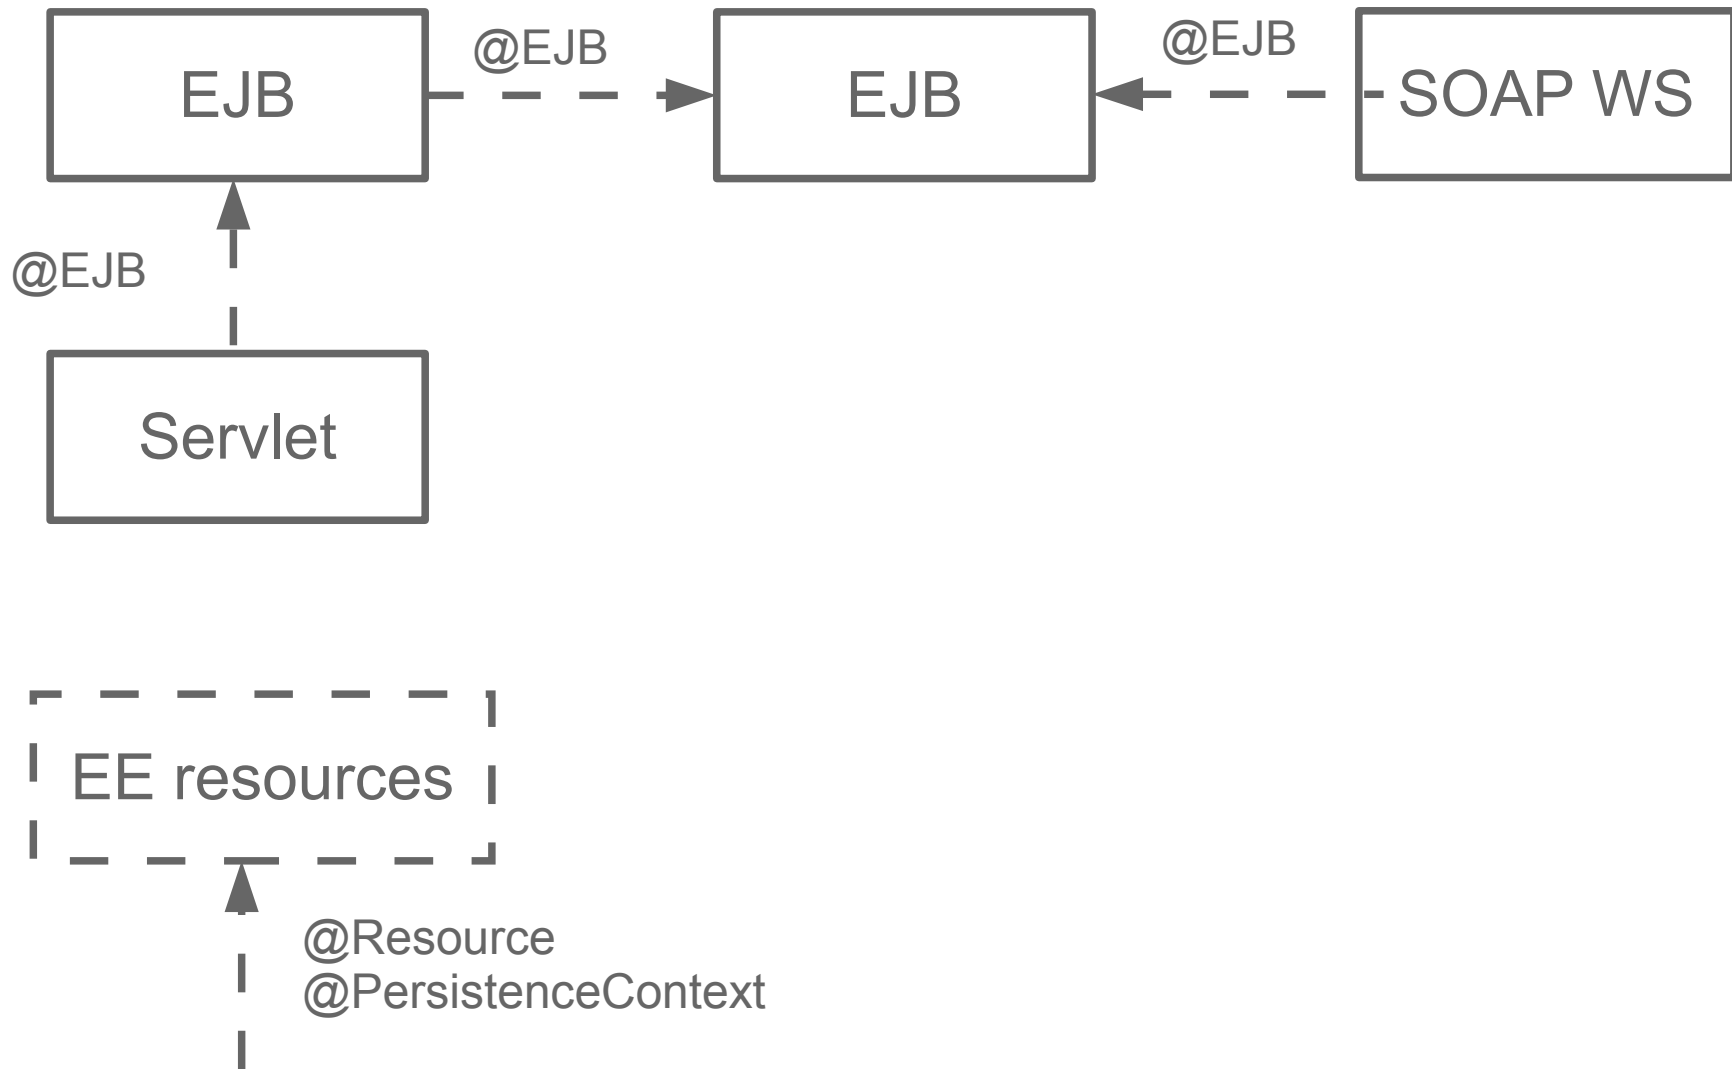 @EJB
@EJB
EJB
EJB
SOAP WS
@EJB
Servlet
EE resources
@Resource
@PersistenceContext